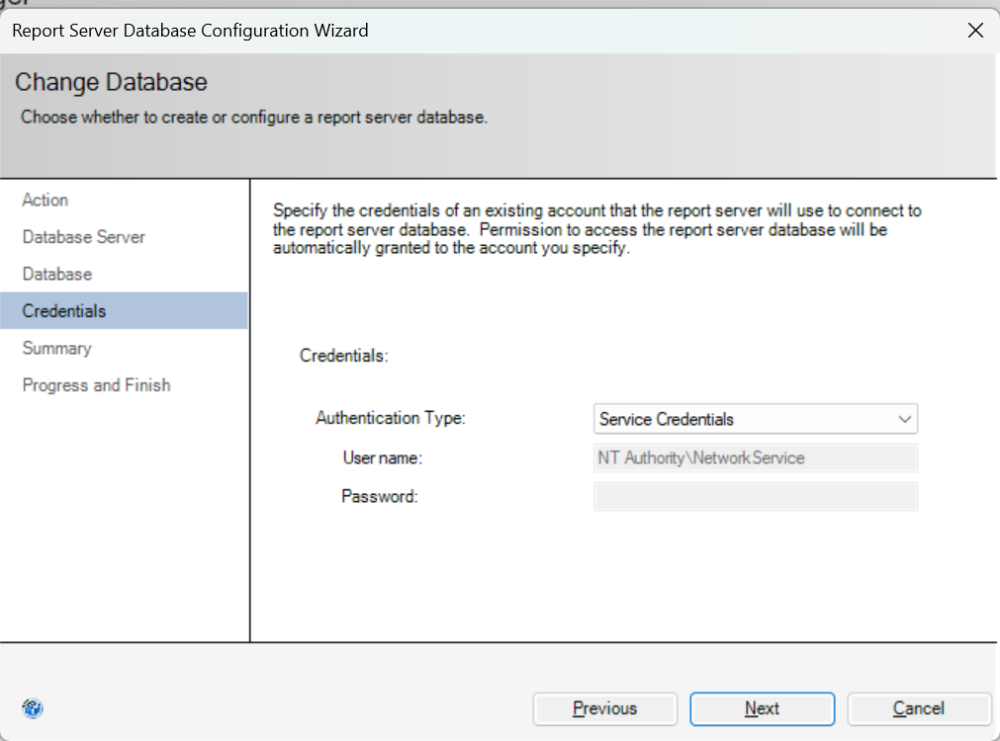 Report Server Database Configuration Wizard
Change Database
Choose whether to create or configure a report server database.
Action
Database Server
Database
Credentials
Summary
Progress and Finish
Specify the credentials of an existing account that the report server will use to connect to
the report server database. Permission to access the report server database will be
automatically granted to the account you specify.
Credentials:
Authentication Type:
Service Credentials
User name:
NT Authority\NetworkService
Password:
Previous
Next
Cancel